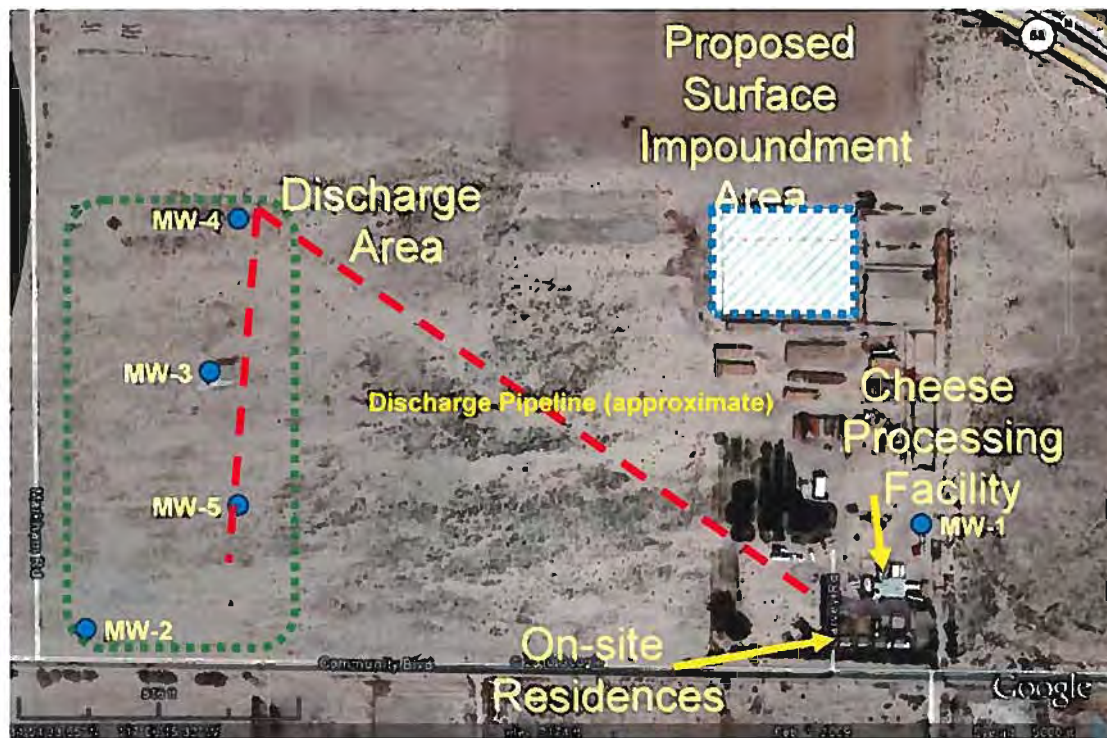 Proposed
Surface
Impoundment
Area
Discharge
Area
MW-4
MW-3
Discharge Pipeline (approximate)
Cheese
Processing
Facility
MW-5
MW-1
MW-2
On-site
Residences
Community Blvd
Google